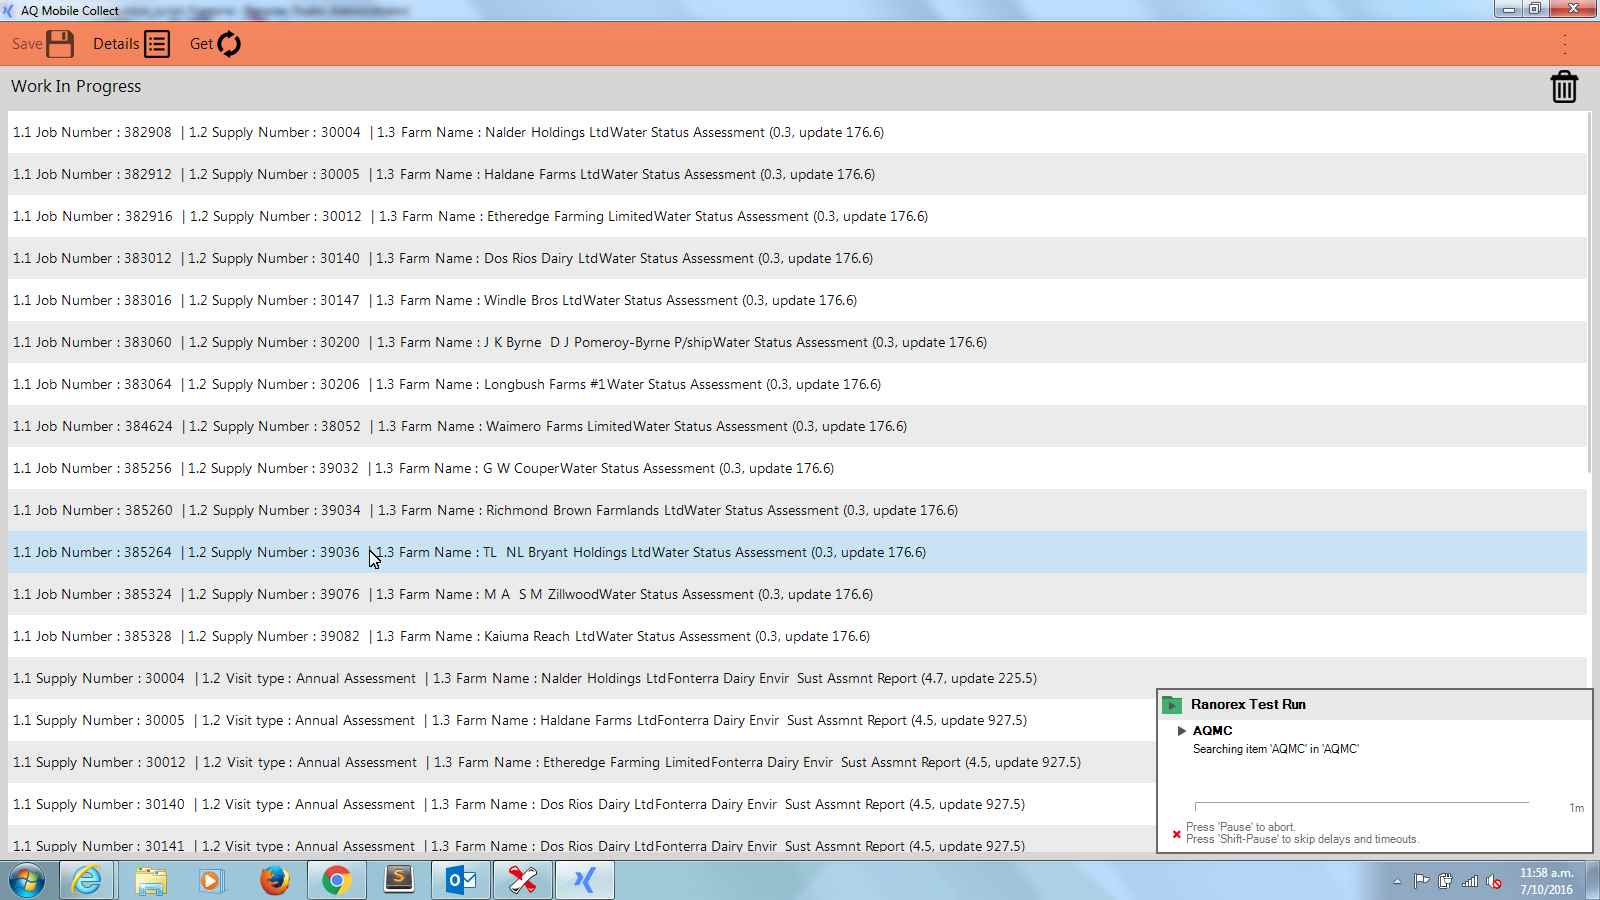 AQ Mobile Collect
Save Details Get
Work In Progress
1.1 Job Number : 382908 | 1.2 Supply Number : 30004 | 1.3 Farm Name : Nalder Holdings LtdWater Status Assessment (0.3, update 176.6)
1.1 Job Number : 382912 | 1.2 Supply Number : 30005 | 1.3 Farm Name : Haldane Farms LtdWater Status Assessment (0.3, update 176.6)
1.1 Job Number : 382916 | 1.2 Supply Number : 30012 | 1.3 Farm Name : Etheredge Farming LimitedWater Status Assessment (0.3, update 176.6)
1.1 Job Number : 383012 | 1.2 Supply Number : 30140 | 1.3 Farm Name : Dos Rios Dairy LtdWater Status Assessment (0.3, update 176.6)
1.1 Job Number : 383016 | 1.2 Supply Number : 30147 | 1.3 Farm Name : Windle Bros LtdWater Status Assessment (0.3, update 176.6)
1.1 Job Number : 383060 | 1.2 Supply Number : 30200 | 1.3 Farm Name : J K Byrne D J Pomeroy-Byrne P/shipWater Status Assessment (0.3, update 176.6)
1.1 Job Number : 383064 | 1.2 Supply Number : 30206 | 1.3 Farm Name : Longbush Farms #1Water Status Assessment (0.3, update 176.6)
1.1 Job Number : 384624 | 1.2 Supply Number : 38052 | 1.3 Farm Name : Waimero Farms LimitedWater Status Assessment (0.3, update 176.6)
1.1 Job Number : 385256 | 1.2 Supply Number : 39032 | 1.3 Farm Name : G W CouperWater Status Assessment (0.3, update 176.6)
1.1 Job Number : 385260 | 1.2 Supply Number : 39034 | 1.3 Farm Name : Richmond Brown Farmlands LtdWater Status Assessment (0.3, update 176.6)
1.1 Job Number : 385264 | 1.2 Supply Number : 39036 | 1.3 Farm Name : TL NL Bryant Holdings LtdWater Status Assessment (0.3, update 176.6)
1.1 Job Number : 385324 | 1.2 Supply Number : 39076 | 1.3 Farm Name : M A S M ZillwoodWater Status Assessment (0.3, update 176.6)
1.1 Job Number : 385328 | 1.2 Supply Number : 39082 | 1.3 Farm Name : Kaiuma Reach LtdWater Status Assessment (0.3, update 176.6)
1.1 Supply Number : 30004 | 1.2 Visit type : Annual Assessment | 1.3 Farm Name : Nalder Holdings LtdFonterra Dairy Envir Sust Assmnt Report (4.7, update 225.5)
1.1 Supply Number : 30005 | 1.2 Visit type : Annual Assessment | 1.3 Farm Name : Haldane Farms LtdFonterra Dairy Envir Sust Assmnt Report (4.5, update 927.5)
1.1 Supply Number : 30012 | 1.2 Visit type : Annual Assessment | 1.3 Farm Name : Etheredge Farming LimitedFonterra Dairy Envir Sust Assmnt Report (4.5, update 927.5)
1.1 Supply Number : 30140 | 1.2 Visit type : Annual Assessment | 1.3 Farm Name : Dos Rios Dairy LtdFonterra Dairy Envir Sust Assmnt Report (4.5, update 927.5)
1.1 Supply Number : 30141 | 1.2 Visit type : Annual Assessment | 1.3 Farm Name : Dos Rios Dairy LtdFonterra Dairy Envir Sust Assmnt Report (4.5, update 927.5)
Ranorex Test Run
AQMC
Searching item 'AQMC' in 'AQMC'
1m
Press 'Pause' to abort.
Press 'Shift-Pause' to skip delays and timeouts.
11:58 a.m.
7/10/2016